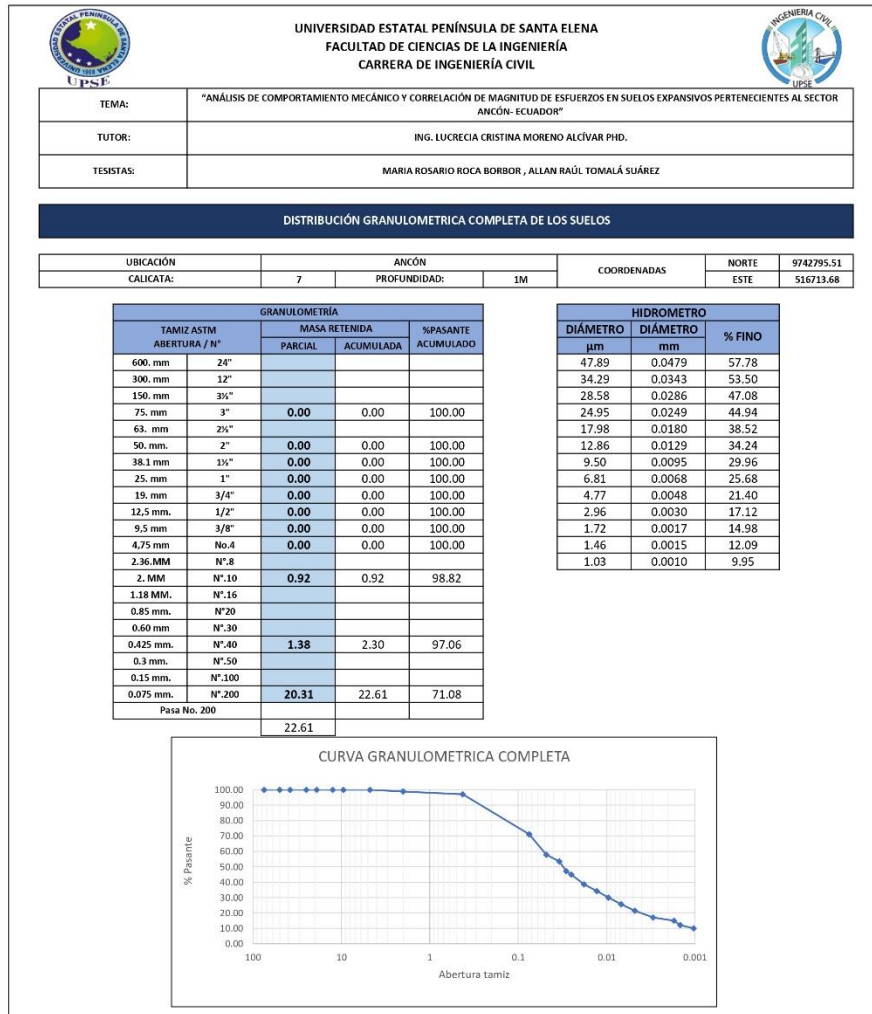 UNIVERSIDAD ESTATAL PENÍNSULA DE SANTA ELENA
FACULTAD DE CIENCIAS DE LA INGENIERÍA
CARRERA DE INGENIERÍA CIVIL
UNIVERSIDAD ESTATAL PENINSULA DE SANTA ELENA
UPSE
INGENIERIA CIVIL
UPSE
TEMA: "ANÁLISIS DE COMPORTAMIENTO MECÁNICO Y CORRELACIÓN DE MAGNITUD DE ESFUERZOS EN SUELOS EXPANSIVOS PERTENECIENTES AL SECTOR
ANCÓN- ECUADOR"
TUTOR: ING. LUCRECIA CRISTINA MORENO ALCÍVAR PHD.
TESISTAS: MARIA ROSARIO ROCA BORBOR , ALLAN RAÚL TOMALÁ SUÁREZ
DISTRIBUCIÓN GRANULOMETRICA COMPLETA DE LOS SUELOS
UBICACIÓN ANCÓN COORDENADAS NORTE 9742795.51
CALICATA: 7 PROFUNDIDAD: 1M ESTE 516713.68
GRANULOMETRÍA
TAMIZ ASTM MASA RETENIDA %PASANTE
ABERTURA / N° PARCIAL ACUMULADA ACUMULADO
600. mm 24"
300. mm 12"
150. mm 3½"
75. mm 3" 0.00 0.00 100.00
63. mm 2½"
50. mm. 2" 0.00 0.00 100.00
38.1 mm 1½" 0.00 0.00 100.00
25. mm 1" 0.00 0.00 100.00
19. mm 3/4" 0.00 0.00 100.00
12,5 mm. 1/2" 0.00 0.00 100.00
9,5 mm 3/8" 0.00 0.00 100.00
4,75 mm No.4 0.00 0.00 100.00
2.36.MM N°.8
2. MM N°.10 0.92 0.92 98.82
1.18 MM. N°.16
0.85 mm. N°20
0.60 mm N°.30
0.425 mm. N°.40 1.38 2.30 97.06
0.3 mm. N°.50
0.15 mm. N°.100
0.075 mm. N°.200 20.31 22.61 71.08
Pasa No. 200
22.61
HIDROMETRO
DIÁMETRO DIÁMETRO % FINO
µm mm
47.89 0.0479 57.78
34.29 0.0343 53.50
28.58 0.0286 47.08
24.95 0.0249 44.94
17.98 0.0180 38.52
12.86 0.0129 34.24
9.50 0.0095 29.96
6.81 0.0068 25.68
4.77 0.0048 21.40
2.96 0.0030 17.12
1.72 0.0017 14.98
1.46 0.0015 12.09
1.03 0.0010 9.95
CURVA GRANULOMETRICA COMPLETA
% Pasante
100.00
90.00
80.00
70.00
60.00
50.00
40.00
30.00
20.00
10.00
0.00
100 10 1 0.1 0.01 0.001
Abertura tamiz